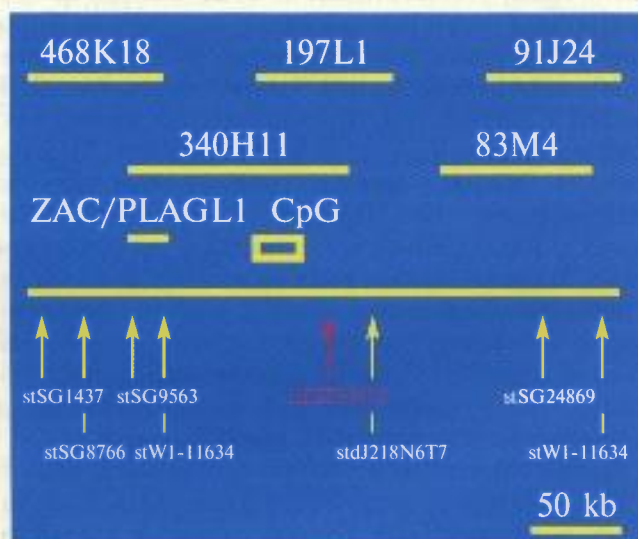 468K18 197L1 91J24
340H11 83M4
ZAC/PLAGL1 CpG
stSG1437 stSG9563 stSG24869
stSG8766 stW1-11634 stdJ218N6T7 stW1-11634
50 kb